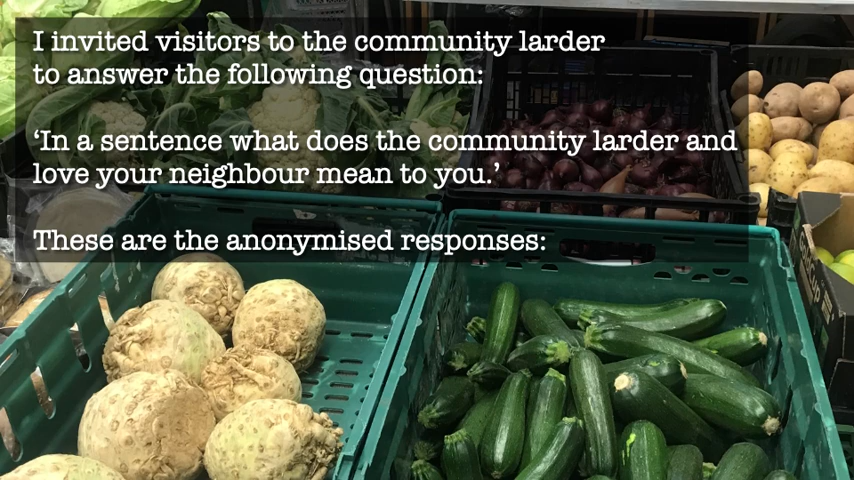 I invited visitors to the community larder
to answer the following question:
‘In a sentence what does the community larder and
love your neighbour mean to you.’
These are the anonymised responses: